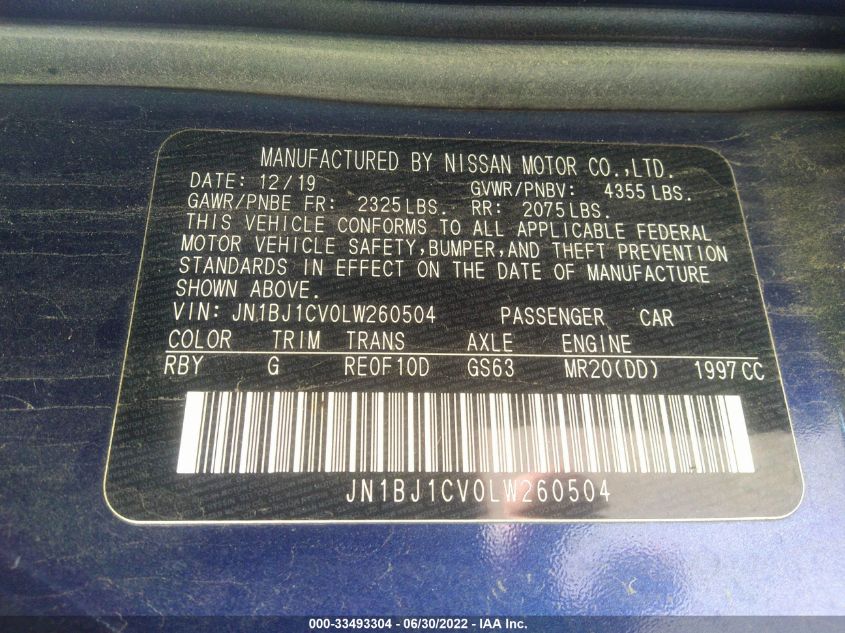 MANUFACTURED BY NISSAN MOTOR CO.,LTD.
DATE: 12/19 GVWR/PNBV: 4355 LBS.
GAWR/PNBE FR: 2325 LBS. RR: 2075 LBS.
THIS VEHICLE CONFORMS TO ALL APPLICABLE FEDERAL
MOTOR VEHICLE SAFETY, BUMPER, AND THEFT PREVENTION
STANDARDS IN EFFECT ON THE DATE OF MANUFACTURE
SHOWN ABOVE.
VIN: JN1BJ1CV0LW260504 PASSENGER CAR
COLOR TRIM TRANS AXLE ENGINE
RBY G RE0F10D GS63 MR20(DD) 1997 CC
JN1BJ1CV0LW260504
000-33493304 - 06/30/2022 - IAA Inc.